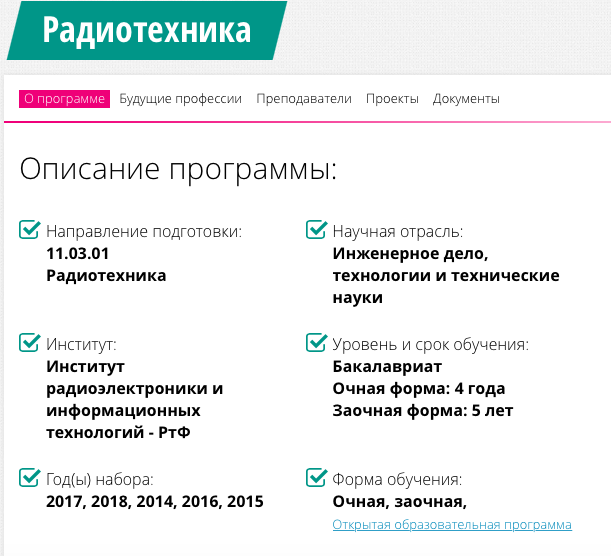 Радиотехника
О программе Будущие профессии Преподаватели Проекты Документы
Описание программы:
Направление подготовки:
11.03.01
Радиотехника
Научная отрасль:
Инженерное дело,
технологии и технические
науки
Институт:
Институт
радиоэлектроники и
информационных
технологий - РтФ
Уровень и срок обучения:
Бакалавриат
Очная форма: 4 года
Заочная форма: 5 лет
Год(ы) набора:
2017, 2018, 2014, 2016, 2015
Форма обучения:
Очная, заочная,
Открытая образовательная программа